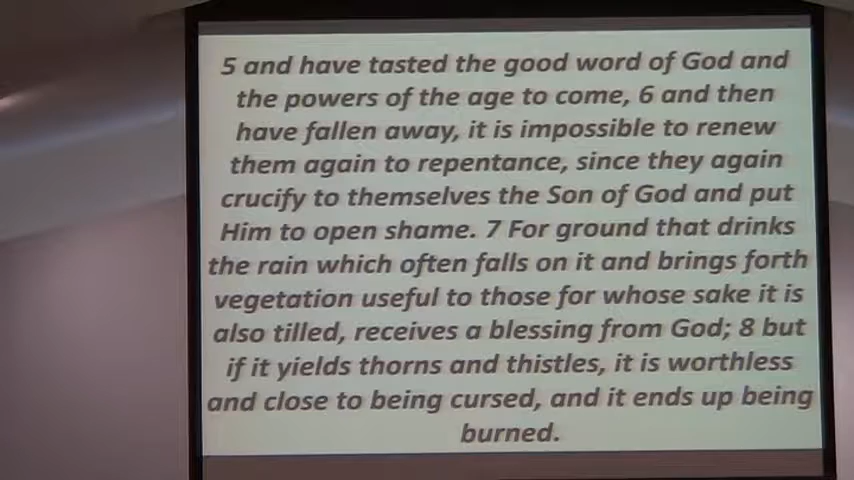 5 and have tasted the good word of God and
the powers of the age to come, 6 and then
have fallen away, it is impossible to renew
them again to repentance, since they again
crucify to themselves the Son of God and put
Him to open shame. 7 For ground that drinks
the rain which often falls on it and brings forth
vegetation useful to those for whose sake it is
also tilled, receives a blessing from God; 8 but
if it yields thorns and thistles, it is worthless
and close to being cursed, and it ends up being
burned.